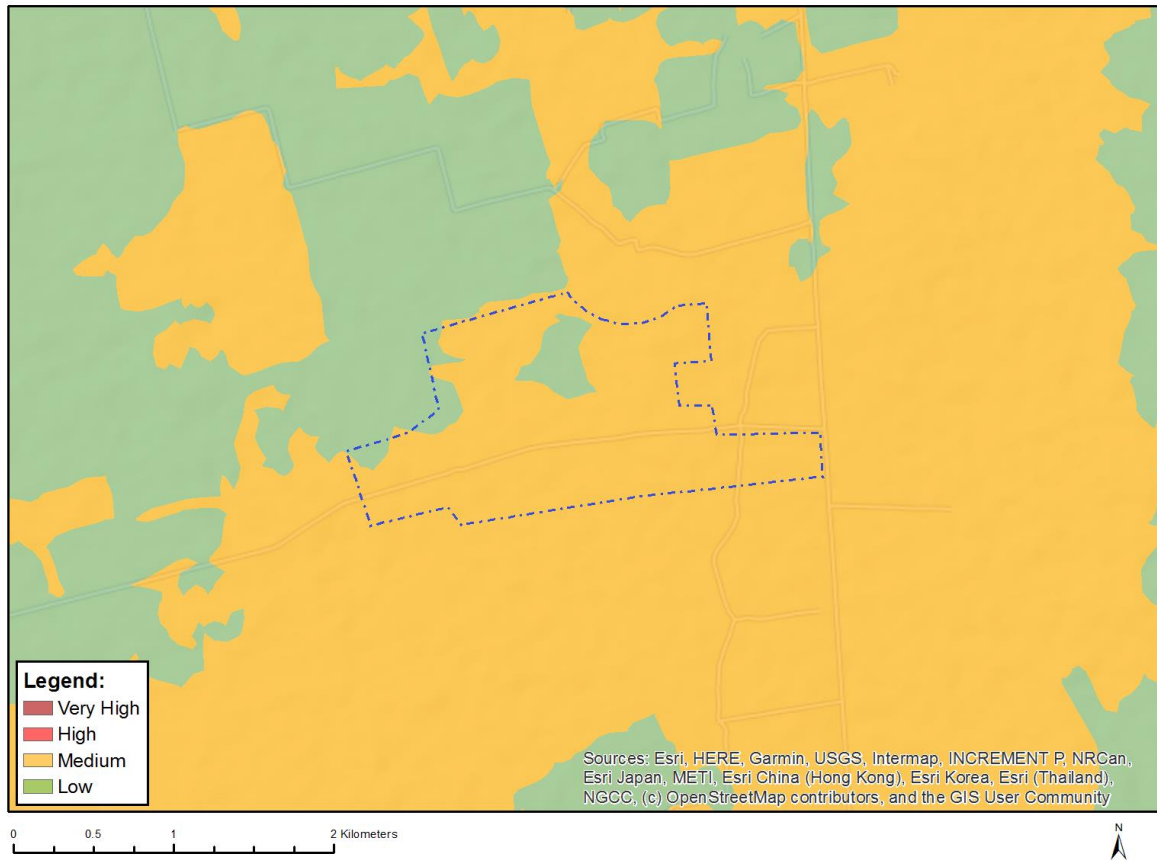 Legend:
Very High
High
Medium
Low
Sources: Esri, HERE, Garmin, USGS, Intermap, INCREMENT P, NRCan,
Esri Japan, METI, Esri China (Hong Kong), Esri Korea, Esri (Thailand),
NGCC, (c) OpenStreetMap contributors, and the GIS User Community
0 0.5 1 2 Kilometers
N